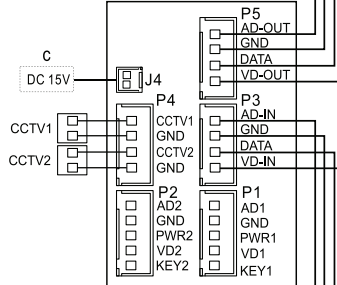 P5
AD-OUT
GND
DATA
VD-OUT
C
DC 15V
J4
P4
CCTV1
GND
CCTV2
GND
CCTV1
CCTV2
P3
AD-IN
GND
DATA
VD-IN
P2
AD2
GND
PWR2
VD2
KEY2
P1
AD1
GND
PWR1
VD1
KEY1